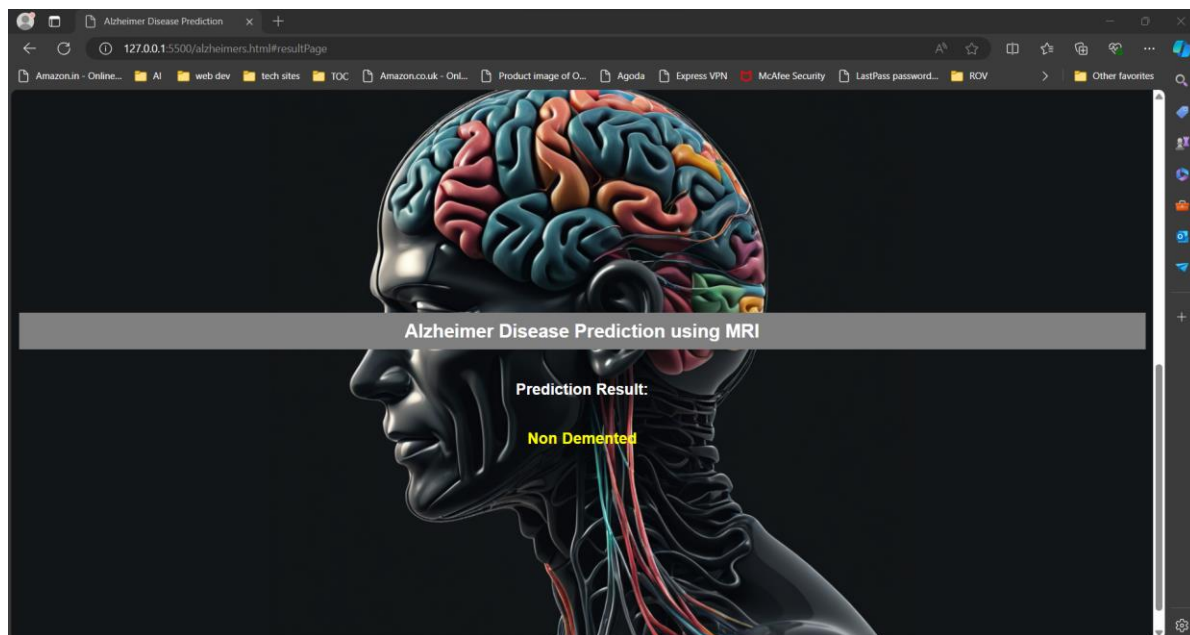 Alzheimer Disease Prediction
127.0.0.1:5500/alzheimers.html#resultPage
Amazon.in - Online... AI web dev tech sites TOC Amazon.co.uk - Onl... Product image of O... Agoda Express VPN McAfee Security LastPass password... ROV Other favorites
Alzheimer Disease Prediction using MRI
Prediction Result:
Non Demented